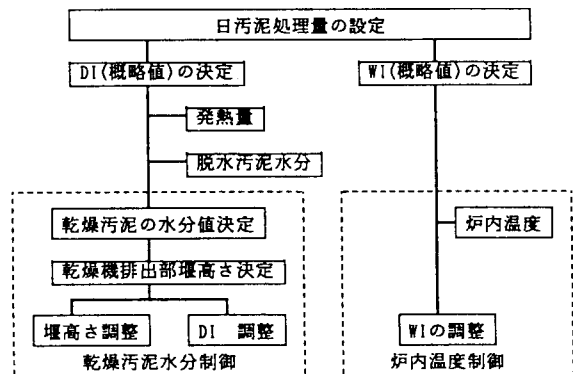 日汚泥処理量の設定
DI(概略値)の決定
WI(概略値)の決定
発熱量
脱水汚泥水分
乾燥汚泥の水分値決定
炉内温度
乾燥機排出部堰高さ決定
堰高さ調整
DI 調整
WIの調整
乾燥汚泥水分制御
炉内温度制御